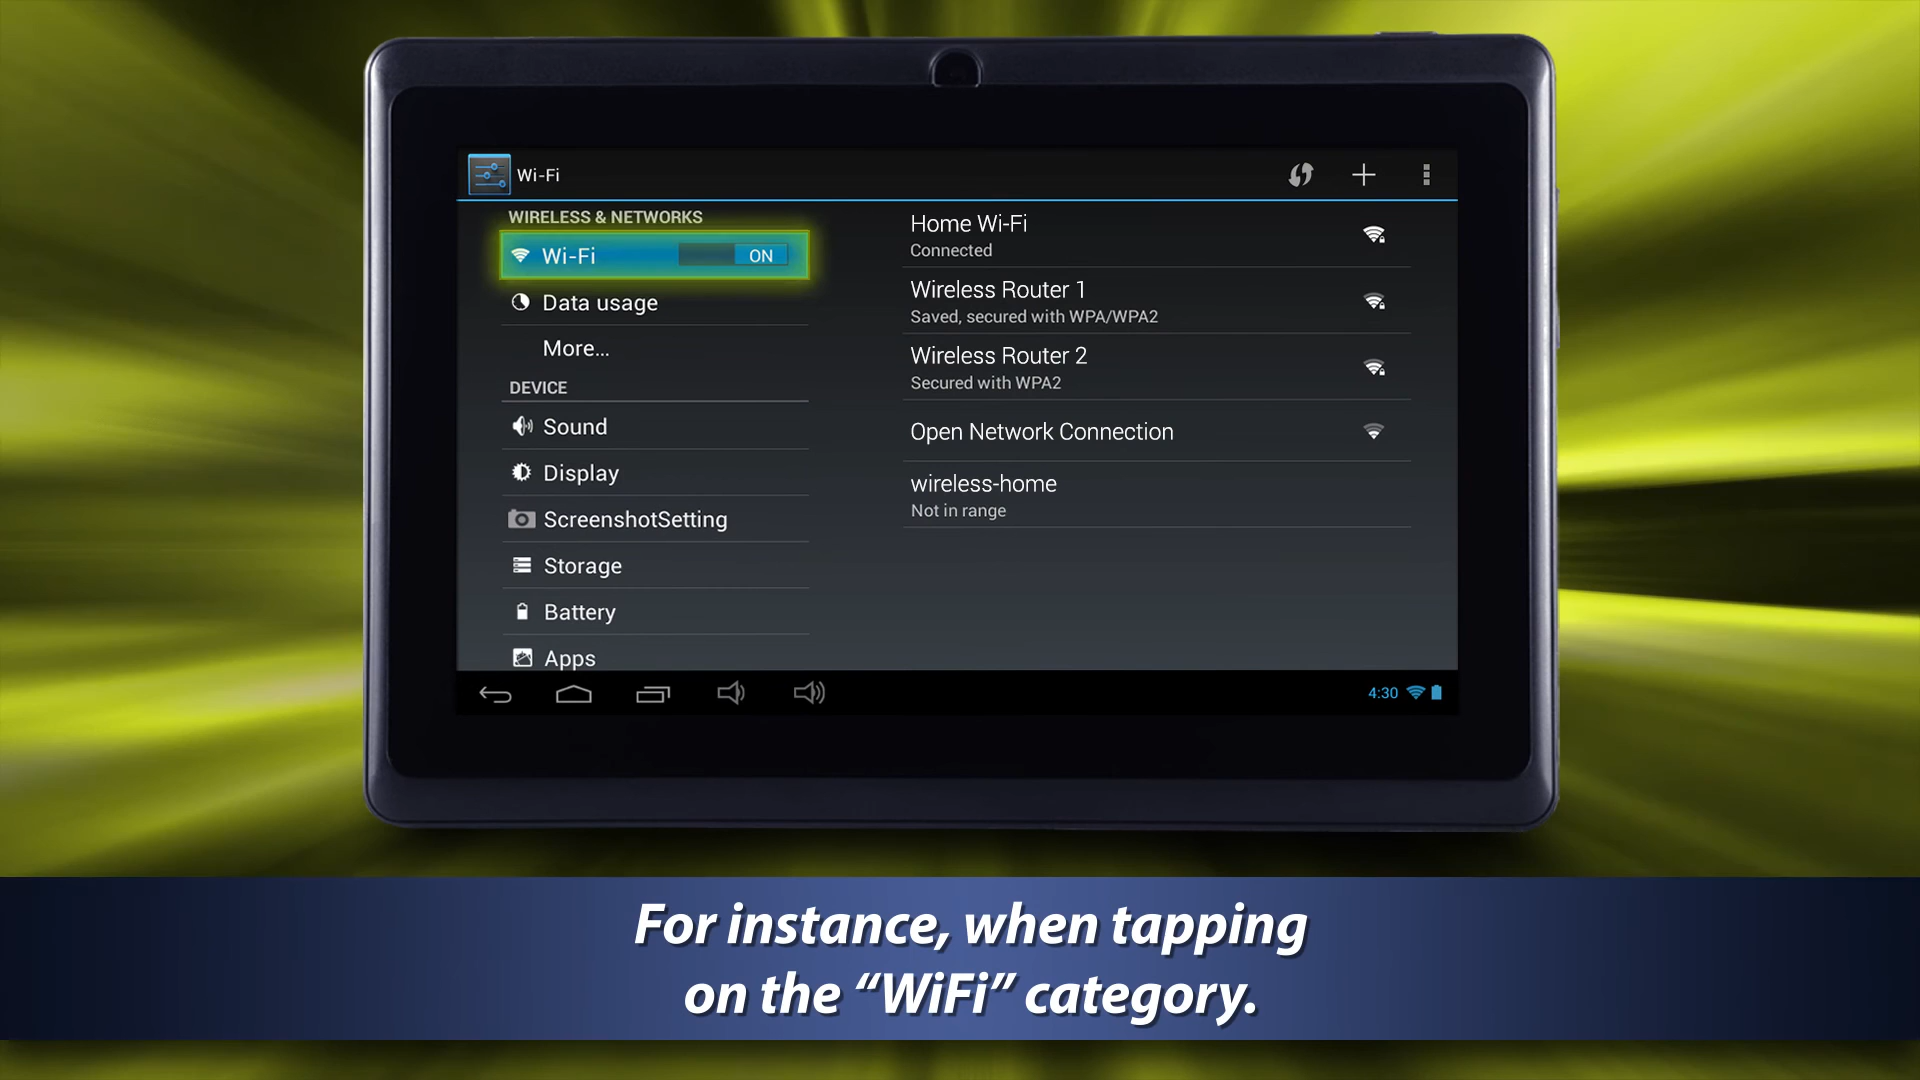 Wi-Fi
WIRELESS & NETWORKS
Wi-Fi ON
Data usage
More...
DEVICE
Sound
Display
ScreenshotSetting
Storage
Battery
Apps
Home Wi-Fi
Connected
Wireless Router 1
Saved, secured with WPA/WPA2
Wireless Router 2
Secured with WPA2
Open Network Connection
wireless-home
Not in range
4:30
For instance, when tapping
on the “WiFi” category.